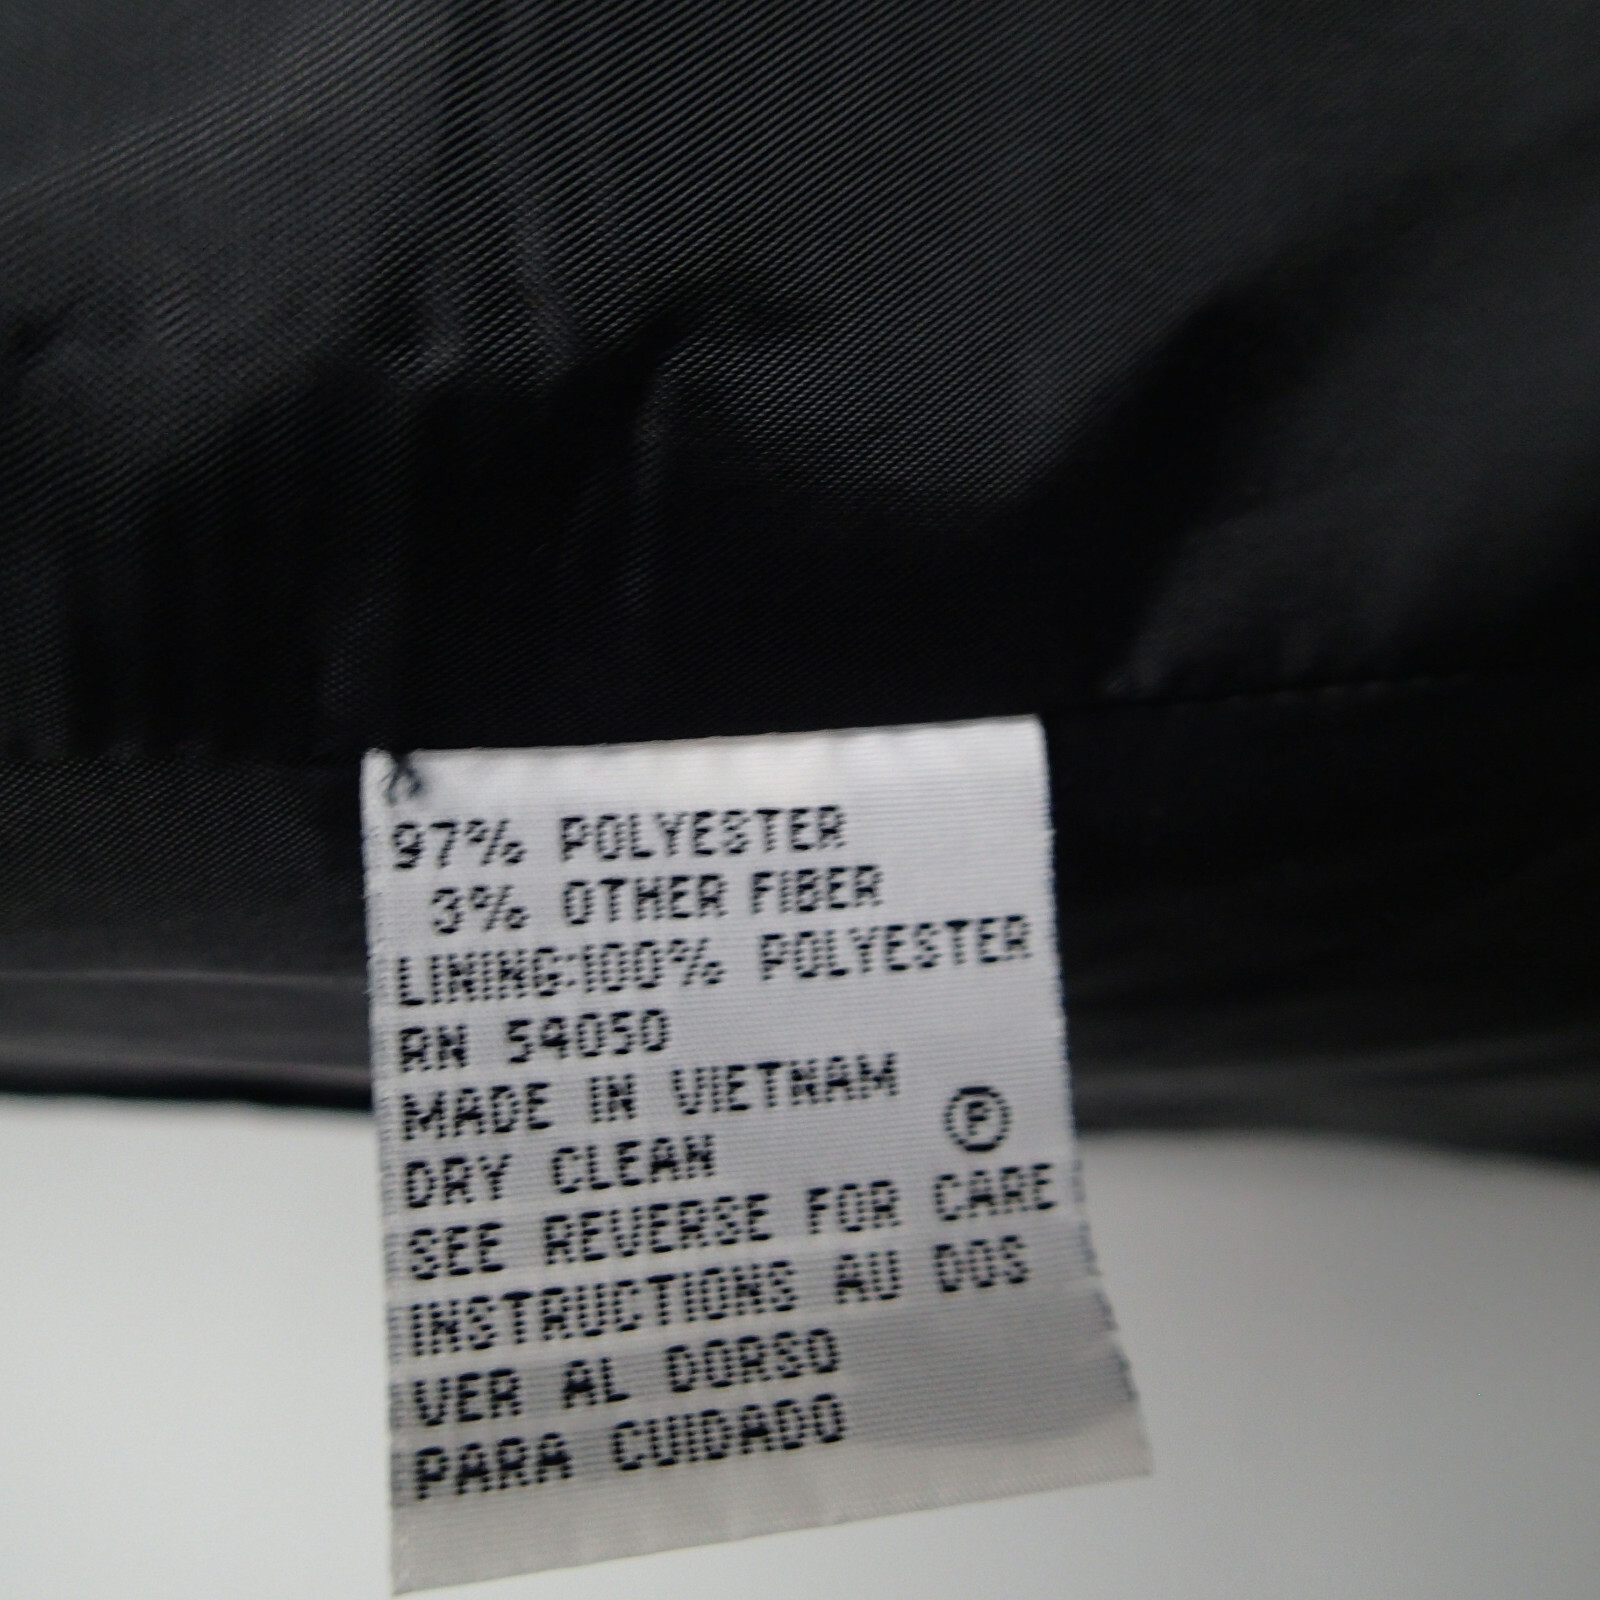 97% POLYESTER
3% OTHER FIBER
LINING:100% POLYESTER
RN 54050
MADE IN VIETNAM
DRY CLEAN Ⓟ
SEE REVERSE FOR CARE
INSTRUCTIONS AU DOS
VER AL DORSO
PARA CUIDADO